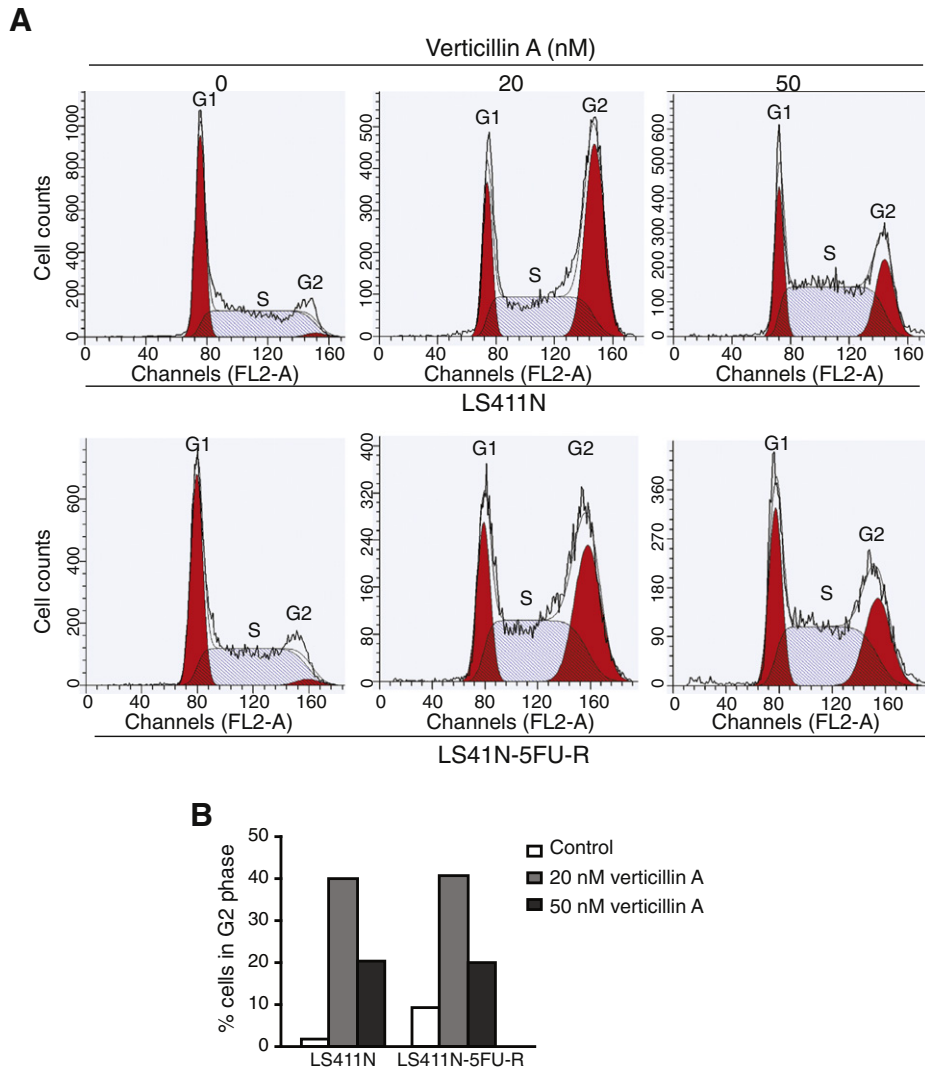 A
Verticillin A (nM)
0 20 50
Cell counts
1000 800 600 400 200 0
G1 S G2
0 40 80 120 160
Channels (FL2-A)
500 400 300 200 100 0
G1 S G2
0 40 80 120 160
Channels (FL2-A)
600 500 400 300 200 100 0
G1 S G2
0 40 80 120 160
Channels (FL2-A)
LS411N
Cell counts
600 400 200 0
G1 S G2
0 40 80 120 160
Channels (FL2-A)
400 320 240 160 80 0
G1 S G2
0 40 80 120 160
Channels (FL2-A)
360 270 180 90 0
G1 S G2
0 40 80 120 160
Channels (FL2-A)
LS41N-5FU-R
B
% cells in G2 phase
50
40
30
20
10
0
LS411N LS411N-5FU-R
Control
20 nM verticillin A
50 nM verticillin A